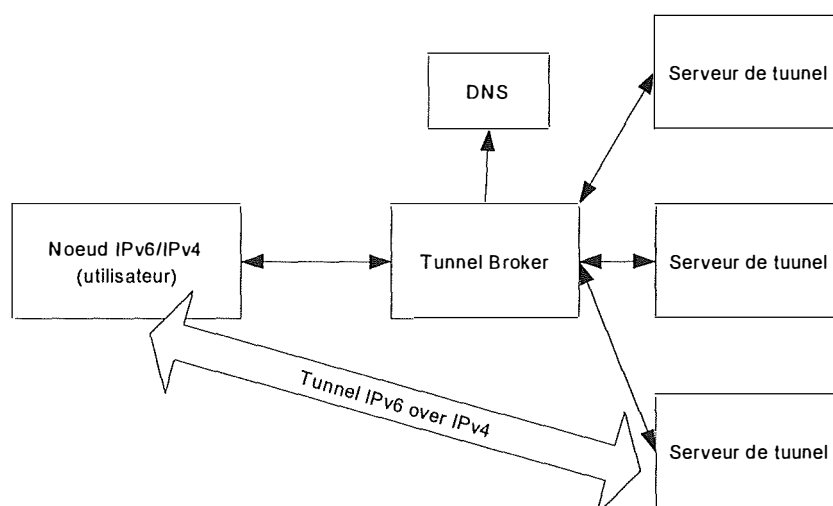 Serveur de tuunel
DNS
Noeud IPv6/IPv4
(utilisateur)
Tunnel Broker
Serveur de tuunel
Tunnel IPv6 over IPv4
Serveur de tuunel